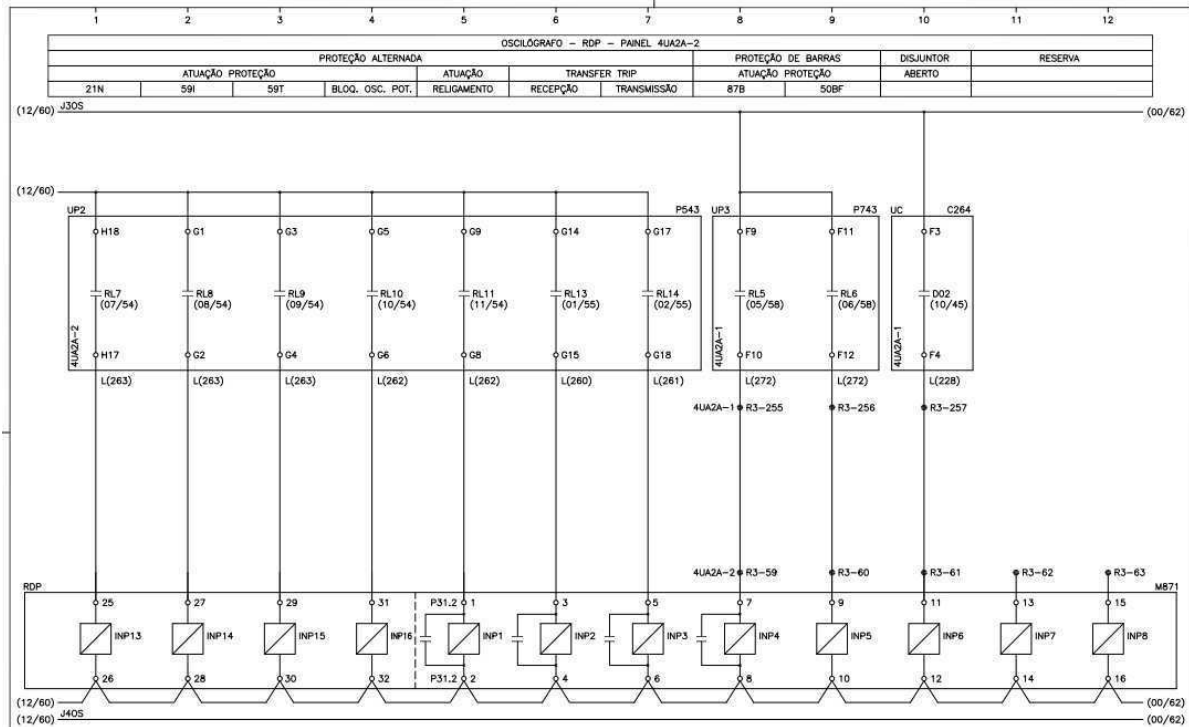 1 2 3 4 5 6 7 8 9 10 11 12
OSCILÓGRAFO - RDP - PAINEL 4UA2A-2
PROTEÇÃO ALTERNADA PROTEÇÃO DE BARRAS DISJUNTOR RESERVA
ATUAÇÃO PROTEÇÃO ATUAÇÃO TRANSFER TRIP ATUAÇÃO PROTEÇÃO ABERTO
21N 59I 59T BLOQ. OSC. POT. RELIGAMENTO RECEPÇÃO TRANSMISSÃO 87B 50BF
(12/60) J30S (00/62)
(12/60)
UP2 P543 UP3 P743 UC C264
H18 G1 G3 G5 G9 G14 G17 F9 F11 F3
RL7 RL8 RL9 RL10 RL11 RL13 RL14 RL5 RL6 D02
(07/54) (08/54) (09/54) (10/54) (11/54) (01/55) (02/55) (05/58) (06/58) (10/45)
4UA2A-2 4UA2A-1 4UA2A-1
H17 G2 G4 G6 G8 G15 G18 F10 F12 F4
L(263) L(263) L(263) L(262) L(262) L(260) L(261) L(272) L(272) L(228)
4UA2A-1 R3-255 R3-256 R3-257
4UA2A-2 R3-59 R3-60 R3-61 R3-62 R3-63
RDP M871
25 27 29 31 P31.2 1 3 5 7 9 11 13 15
INP13 INP14 INP15 INP16 INP1 INP2 INP3 INP4 INP5 INP6 INP7 INP8
26 28 30 32 P31.2 2 4 6 8 10 12 14 16
(12/60) (00/62)
(12/60) J40S (00/62)